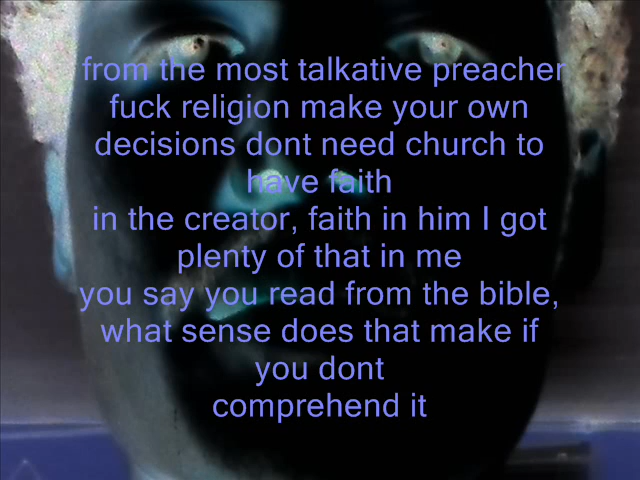 from the most talkative preacher
fuck religion make your own
decisions dont need church to
have faith
in the creator, faith in him I got
plenty of that in me
you say you read from the bible,
what sense does that make if
you dont
comprehend it